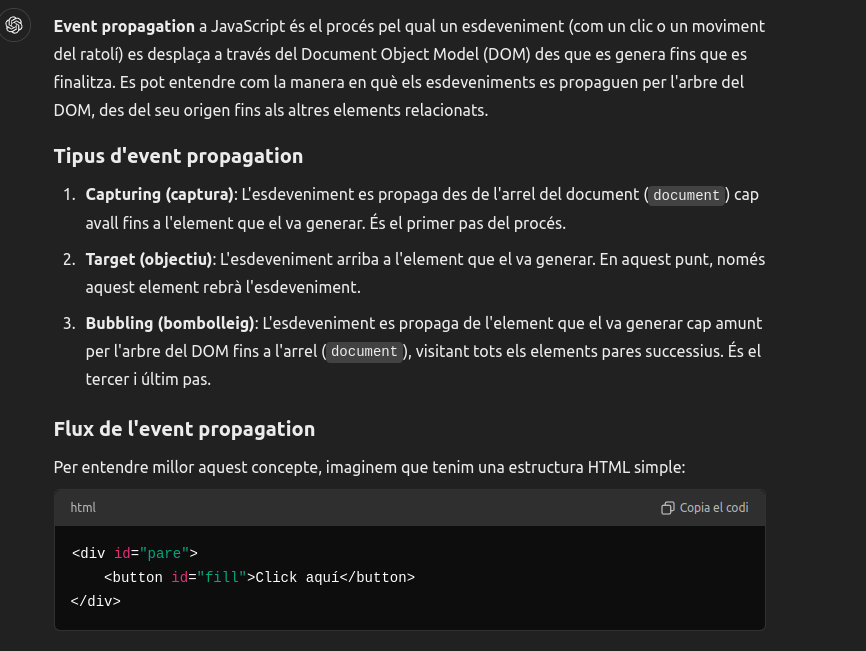 Event propagation a JavaScript és el procés pel qual un esdeveniment (com un clic o un moviment
del ratolí) es desplaça a través del Document Object Model (DOM) des que es genera fins que es
finalitza. Es pot entendre com la manera en què els esdeveniments es propaguen per l'arbre del
DOM, des del seu origen fins als altres elements relacionats.
Tipus d'event propagation
1. Capturing (captura): L'esdeveniment es propaga des de l'arrel del document (document) cap
avall fins a l'element que el va generar. És el primer pas del procés.
2. Target (objectiu): L'esdeveniment arriba a l'element que el va generar. En aquest punt, només
aquest element rebrà l'esdeveniment.
3. Bubbling (bombolleig): L'esdeveniment es propaga de l'element que el va generar cap amunt
per l'arbre del DOM fins a l'arrel (document), visitant tots els elements pares successius. És el
tercer i últim pas.
Flux de l'event propagation
Per entendre millor aquest concepte, imaginem que tenim una estructura HTML simple:
html Copia el codi
<div id="pare">
    <button id="fill">Click aquí</button>
</div>